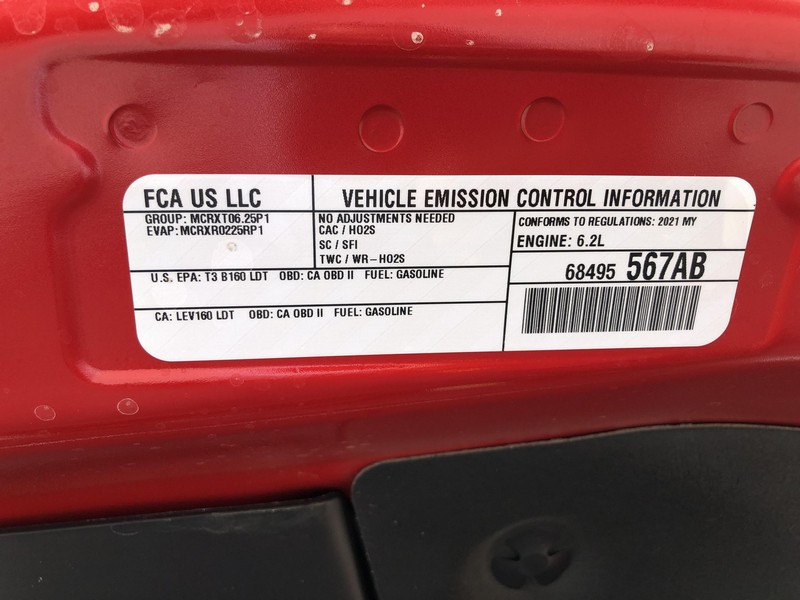 FCA US LLC
VEHICLE EMISSION CONTROL INFORMATION
GROUP: MCRXT06.25P1
EVAP: MCRXR0225RP1
NO ADJUSTMENTS NEEDED
CAC / HO2S
SC / SFI
TWC / WR-HO2S
CONFORMS TO REGULATIONS: 2021 MY
ENGINE: 6.2L
68495 567AB
U.S. EPA: T3 B160 LDT OBD: CA OBD II FUEL: GASOLINE
CA: LEV160 LDT OBD: CA OBD II FUEL: GASOLINE